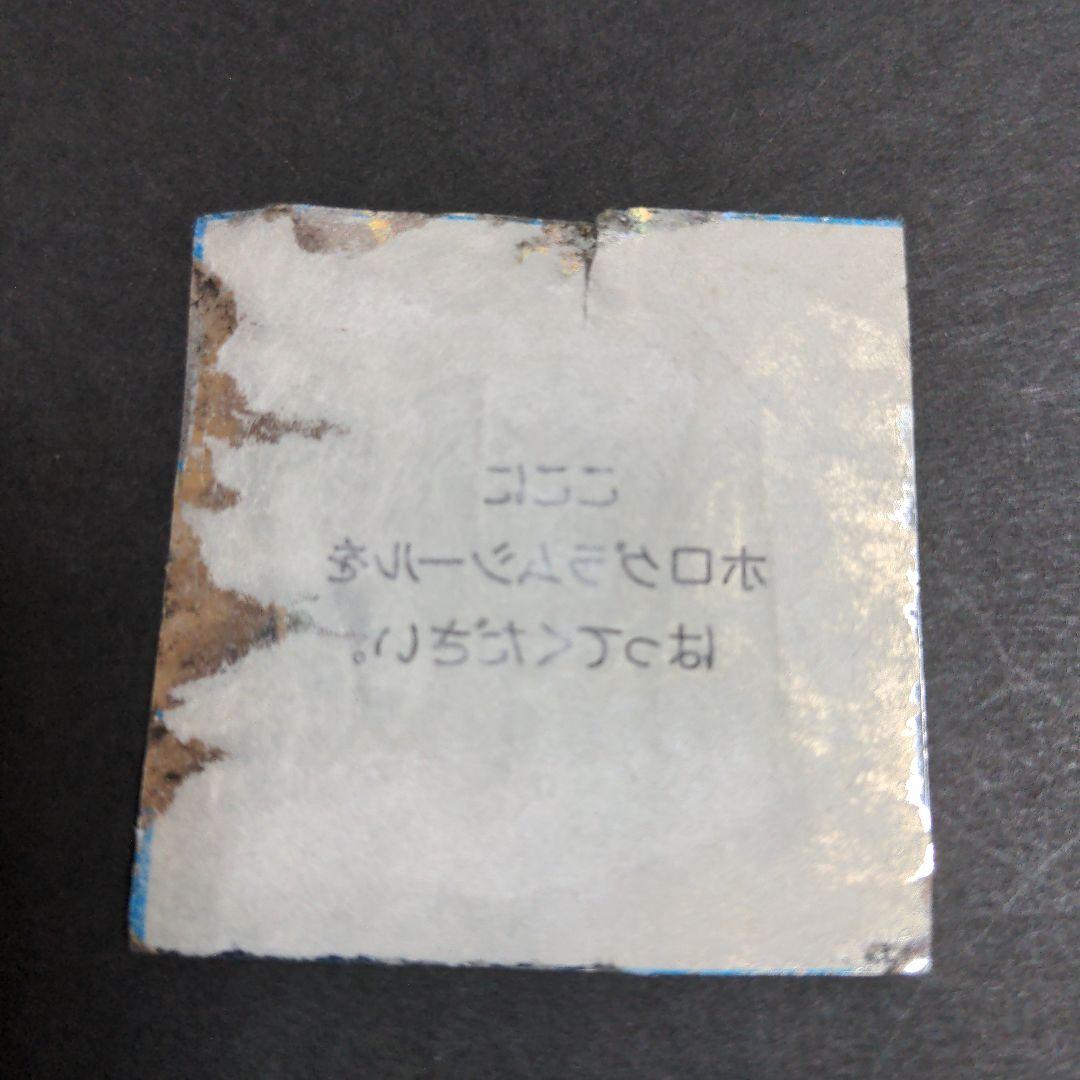 ここに
ホログラムシールを
はってください。